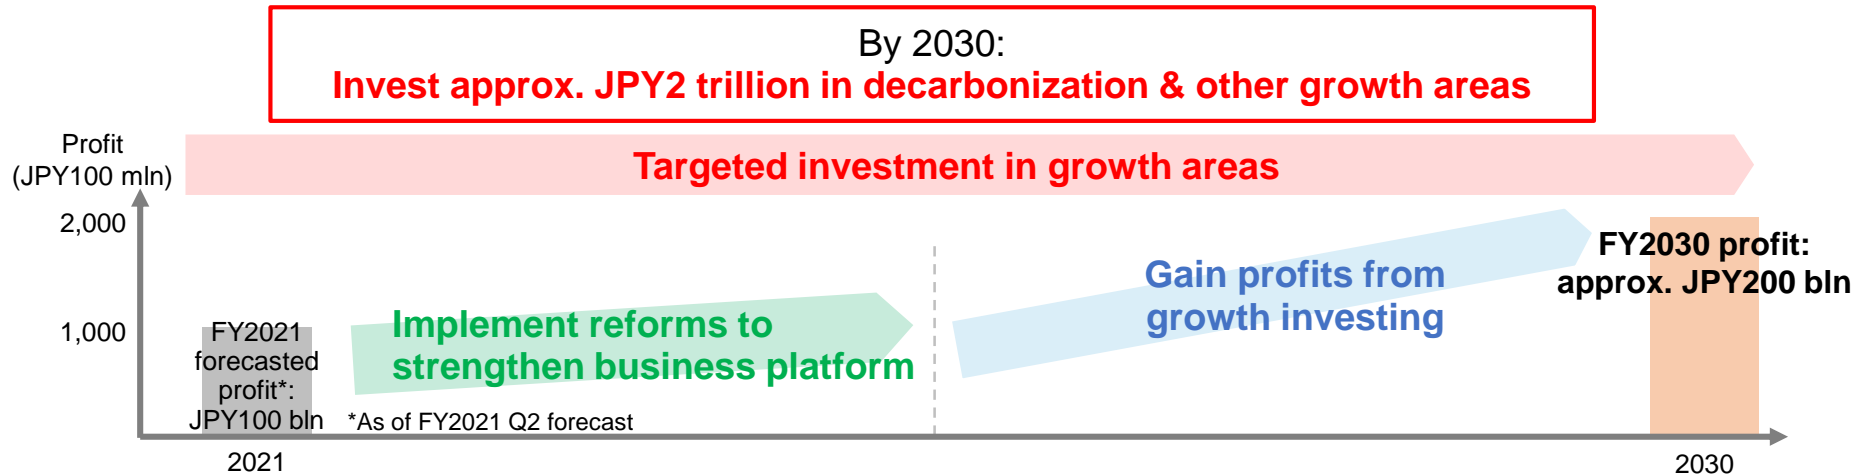 By 2030:
Invest approx. JPY2 trillion in decarbonization & other growth areas
Profit
(JPY100 mln)
Targeted investment in growth areas
2,000
1,000
FY2021
forecasted
profit*:
JPY100 bln
Implement reforms to
strengthen business platform
*As of FY2021 Q2 forecast
Gain profits from
growth investing
FY2030 profit:
approx. JPY200 bln
2021
2030